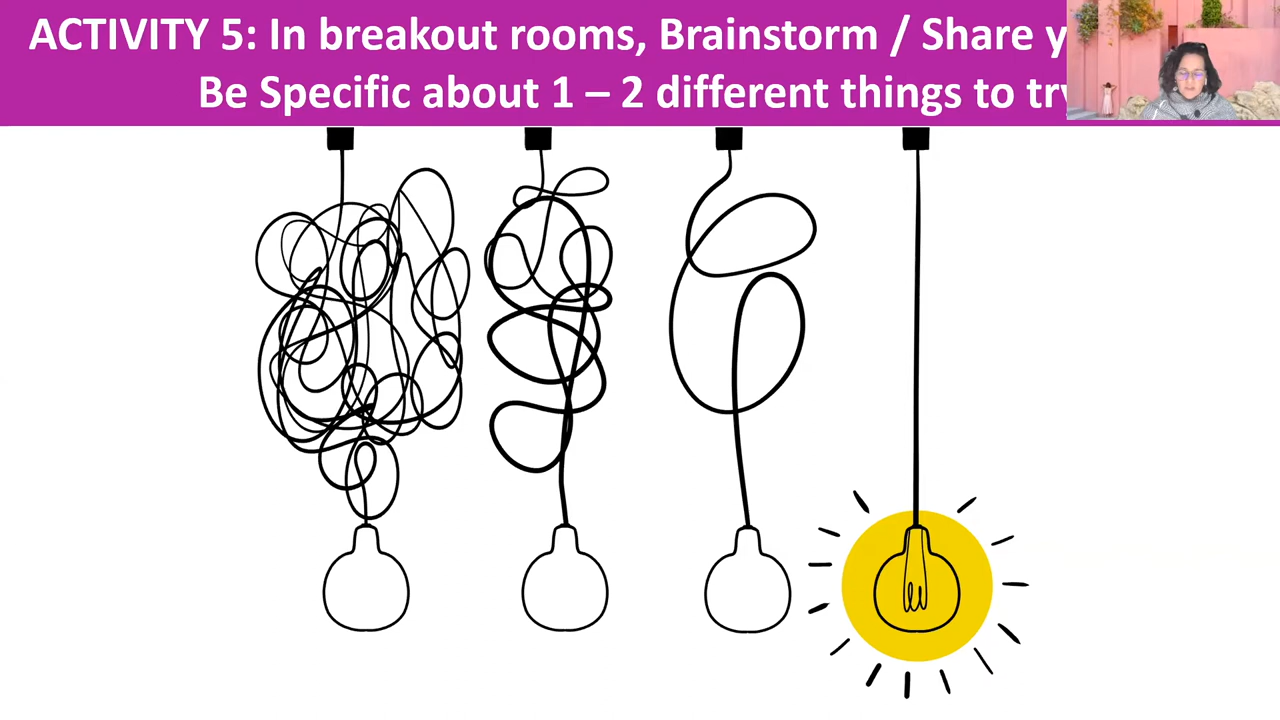 ACTIVITY 5: In breakout rooms, Brainstorm / Share
Be Specific about 1 – 2 different things to